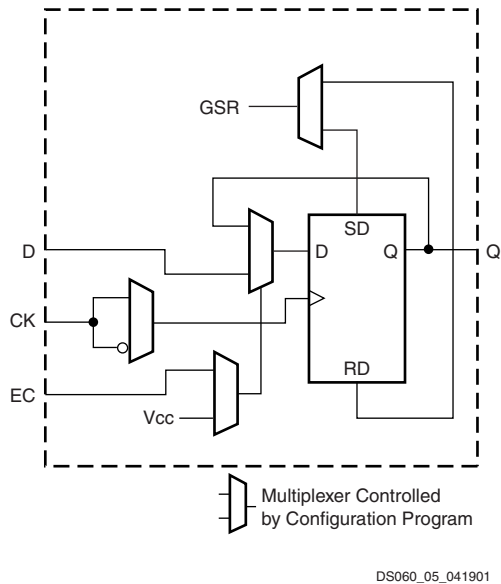 GSR
SD
D
D
Q
Q
CK
RD
EC
Vcc
Multiplexer Controlled
by Configuration Program
DS060_05_041901